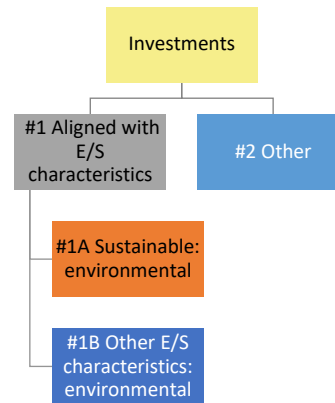 Investments
#1 Aligned with
E/S
characteristics
#2 Other
#1A Sustainable:
environmental
#1B Other E/S
characteristics:
environmental